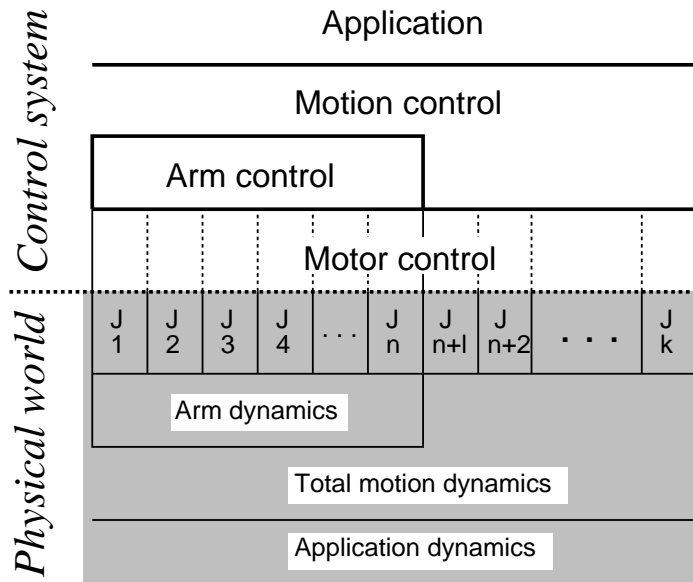 Control system
Application
Motion control
Arm control
Motor control
Physical world
J J J J J J J J
1 2 3 4 . . . n n+l n+2 . . . k
Arm dynamics
Total motion dynamics
Application dynamics